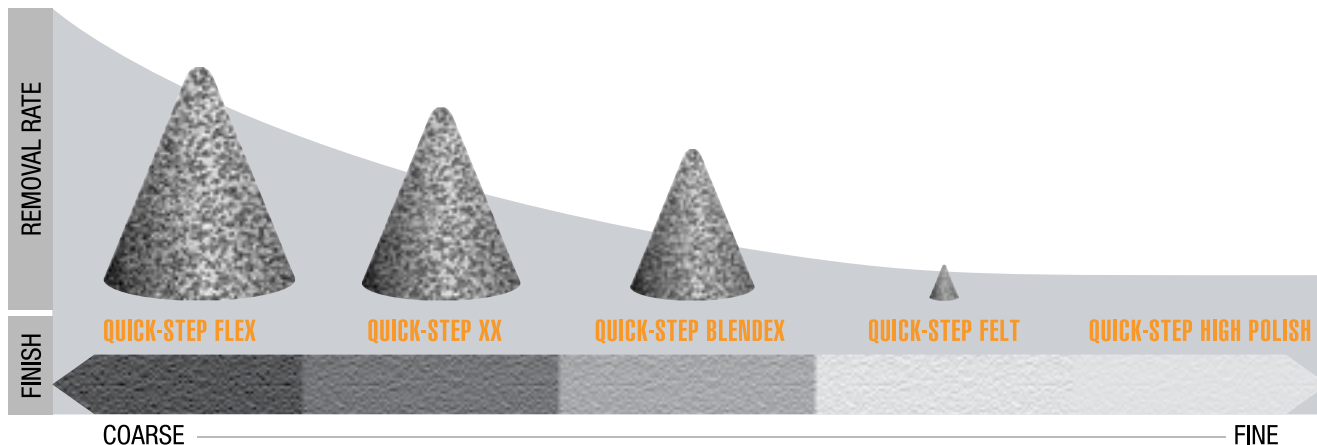 REMOVAL RATE
FINISH
QUICK-STEP FLEX
QUICK-STEP XX
QUICK-STEP BLENDEX
QUICK-STEP FELT
QUICK-STEP HIGH POLISH
COARSE
FINE